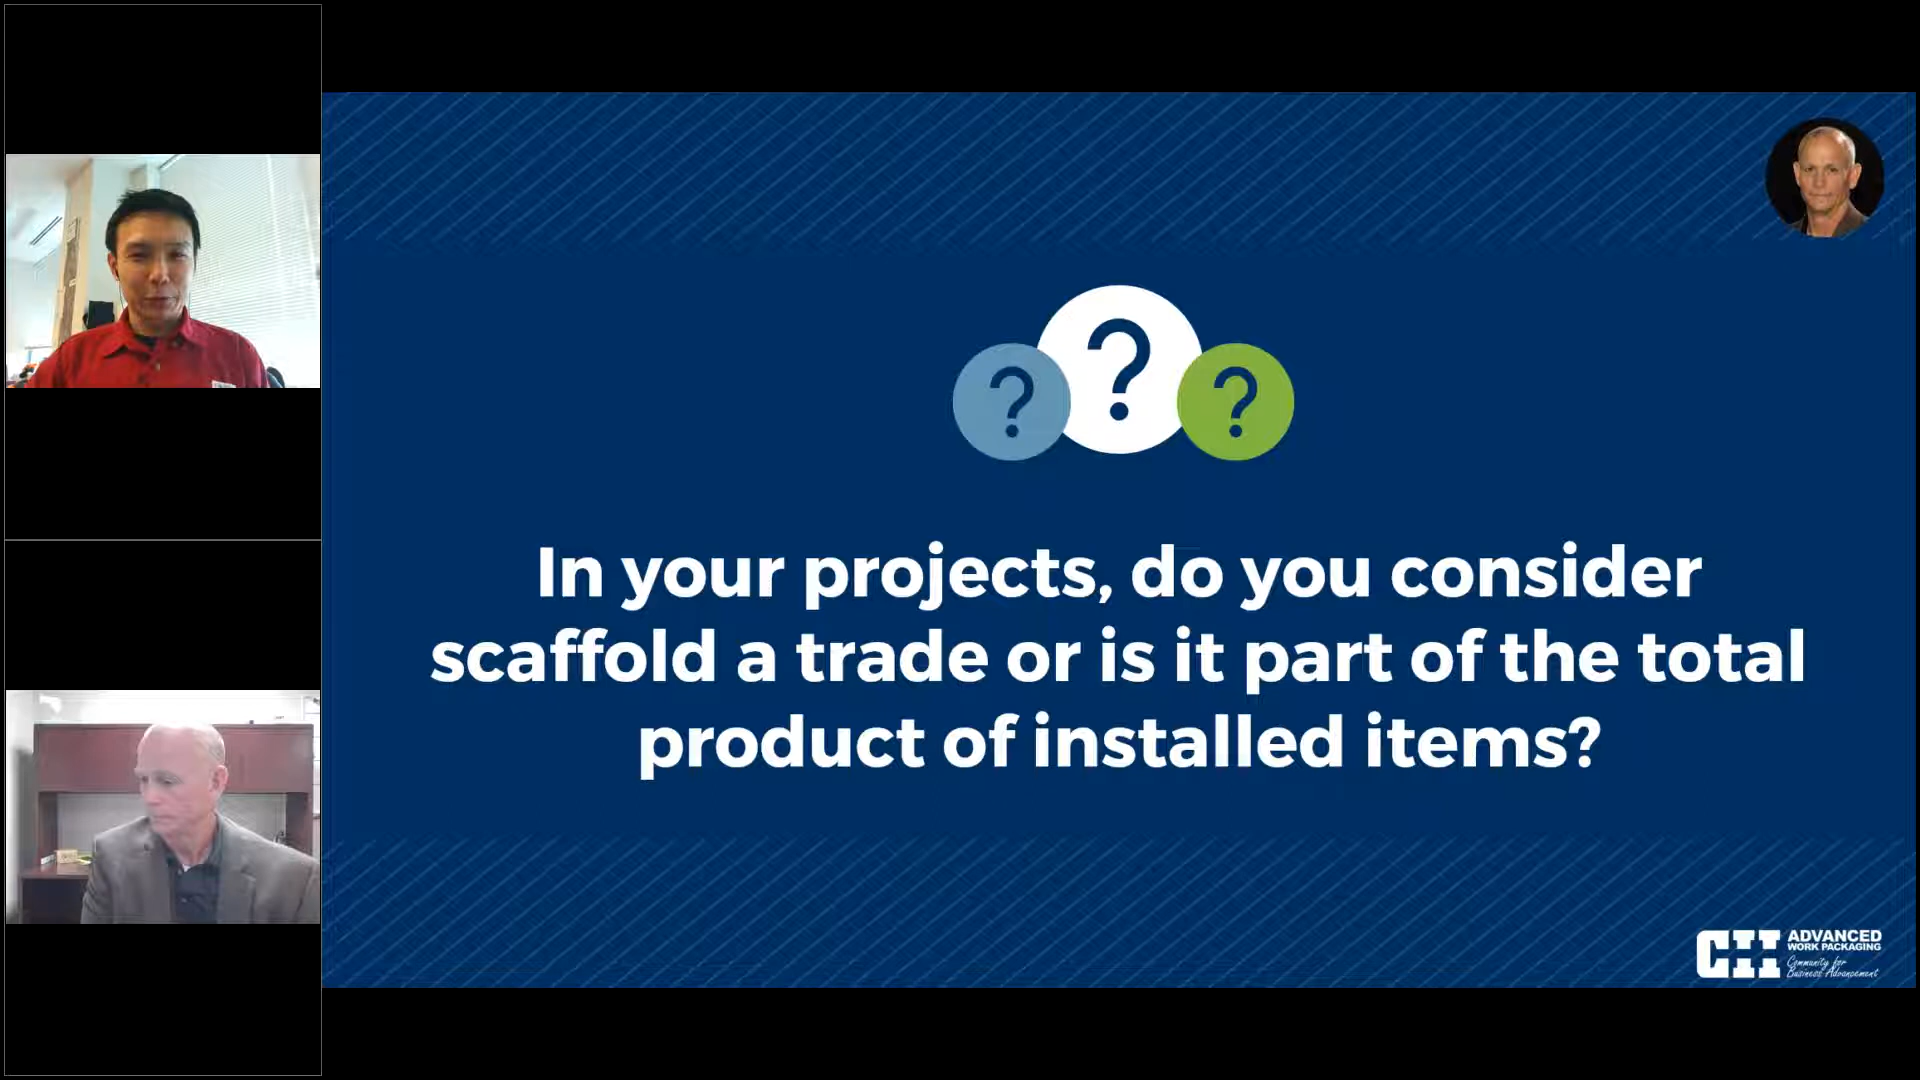 ?
?
?
In your projects, do you consider
scaffold a trade or is it part of the total
product of installed items?
CII
ADVANCED
WORK PACKAGING
Community for
Business Advancement